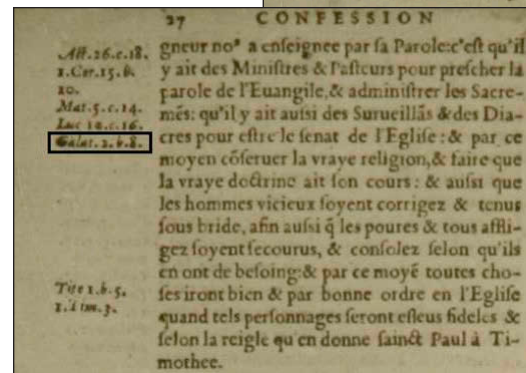 27 CONFESSION
Act.26.c.18.
1.Cor.15.b.
10.
Mat.5.c.14.
Luc 10.c.16.
Galat.2.b.8.
gneur noꝰ a enſeignee par ſa Parole:c'eſt qu'il
y ait des Miniſtres & Paſteurs pour preſcher la
parole de l'Euangile,& adminiſtrer les Sacre-
mẽs: qu'il y ait auſsi des Surueillãs &des Dia-
cres pour eſtre le ſenat de l'Egliſe: & par ce
moyen cõſeruer la vraye religion,& faire que
la vraye doctrine ait ſon cours: & auſsi que
les hommes vicieux ſoyent corrigez & tenus
ſous bride, afin auſsi q̃ les poures & tous affli-
gez ſoyent ſecourus, & conſolez ſelon qu'ils
en ont de beſoing:& par ce moyẽ toutes cho-
ſes iront bien & par bonne ordre en l'Egliſe
quand tels perſonnages ſeront eſleus fideles &
ſelon la reigle qu'en donne ſainct Paul à Ti-
mothee.
Tite 1.b.5.
1.Tim.3.